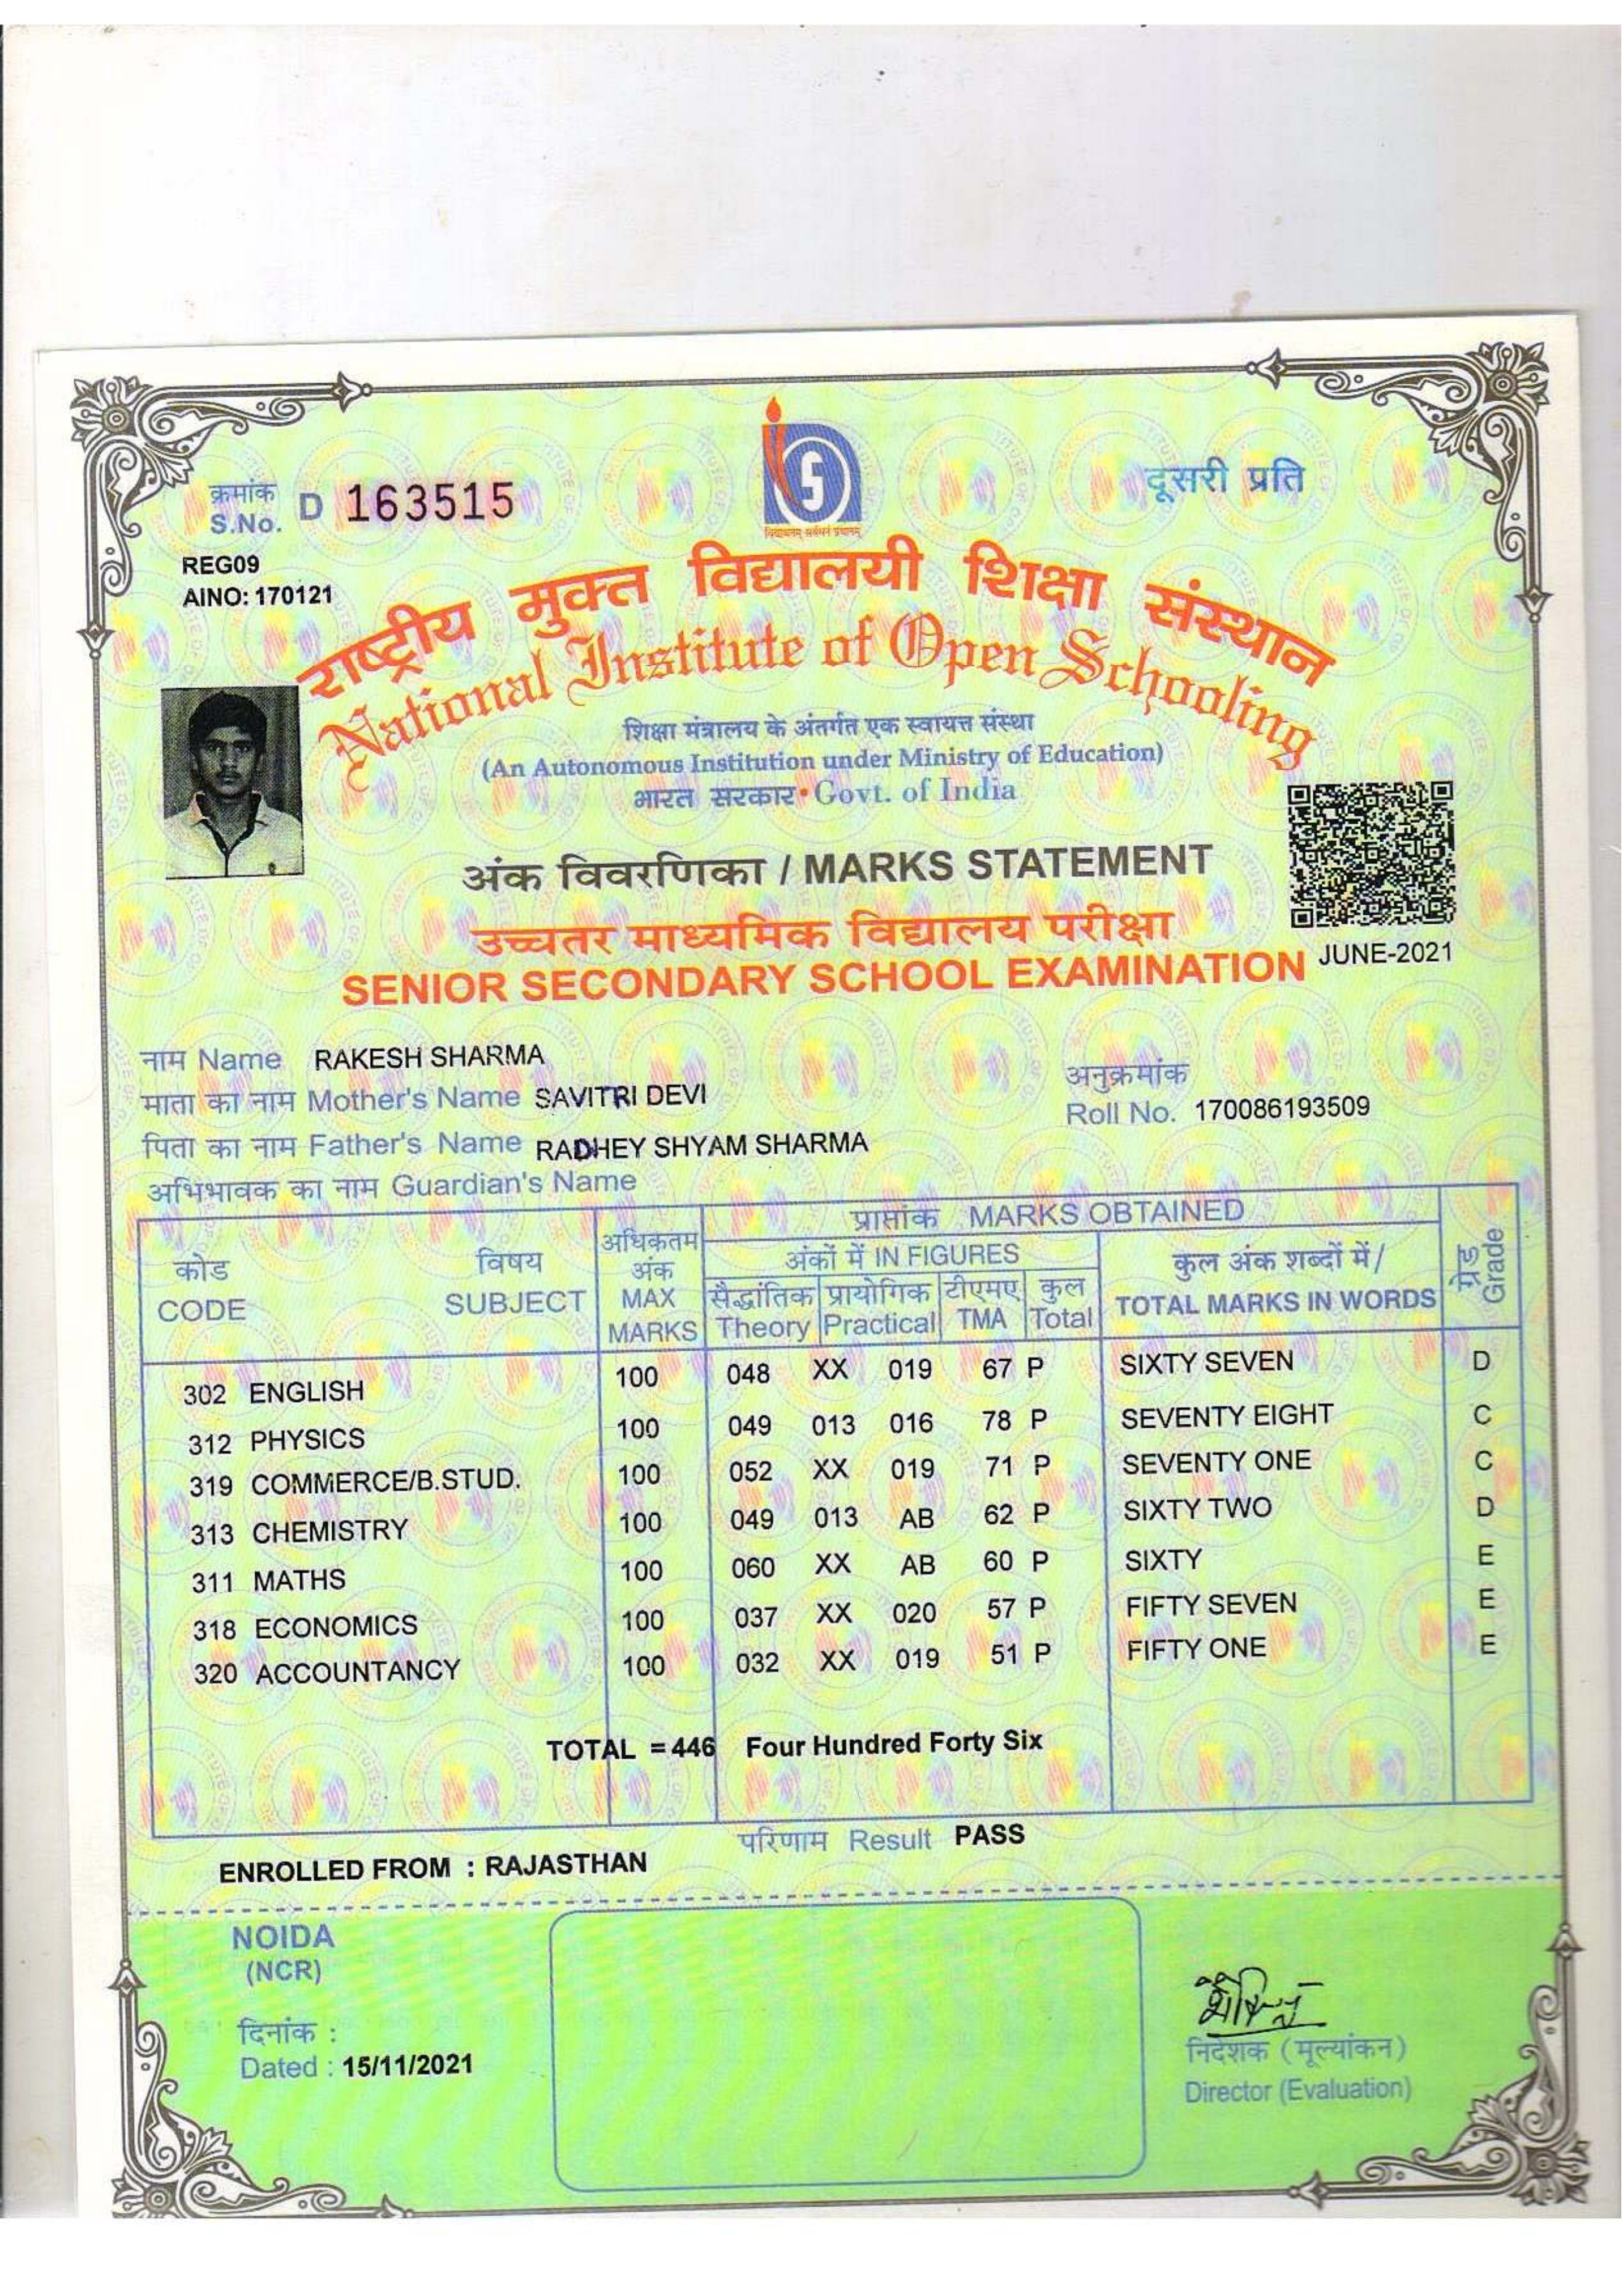 क्रमांक
S.No. D 163515
दूसरी प्रति
REG09
AINO: 170121
विद्याधनम् सर्वधनं प्रधानम्
राष्ट्रीय मुक्त विद्यालयी शिक्षा संस्थान
National Institute of Open Schooling
शिक्षा मंत्रालय के अंतर्गत एक स्वायत्त संस्था
(An Autonomous Institution under Ministry of Education)
भारत सरकार • Govt. of India
अंक विवरणिका / MARKS STATEMENT
उच्चतर माध्यमिक विद्यालय परीक्षा
SENIOR SECONDARY SCHOOL EXAMINATION JUNE-2021
नाम Name RAKESH SHARMA
माता का नाम Mother's Name SAVITRI DEVI
अनुक्रमांक
Roll No. 170086193509
पिता का नाम Father's Name RADHEY SHYAM SHARMA
अभिभावक का नाम Guardian's Name
कोड
CODE
विषय
SUBJECT
अधिकतम
अंक
MAX
MARKS
प्राप्तांक MARKS OBTAINED
अंकों में IN FIGURES
सैद्धांतिक प्रायोगिक टीएमए कुल
Theory Practical TMA Total
कुल अंक शब्दों में/
TOTAL MARKS IN WORDS
ग्रेड
Grade
302 ENGLISH 100 048 XX 019 67 P SIXTY SEVEN D
312 PHYSICS 100 049 013 016 78 P SEVENTY EIGHT C
319 COMMERCE/B.STUD. 100 052 XX 019 71 P SEVENTY ONE C
313 CHEMISTRY 100 049 013 AB 62 P SIXTY TWO D
311 MATHS 100 060 XX AB 60 P SIXTY E
318 ECONOMICS 100 037 XX 020 57 P FIFTY SEVEN E
320 ACCOUNTANCY 100 032 XX 019 51 P FIFTY ONE E
TOTAL = 446 Four Hundred Forty Six
परिणाम Result PASS
ENROLLED FROM : RAJASTHAN
NOIDA
(NCR)
दिनांक :
Dated : 15/11/2021
निदेशक (मूल्यांकन)
Director (Evaluation)